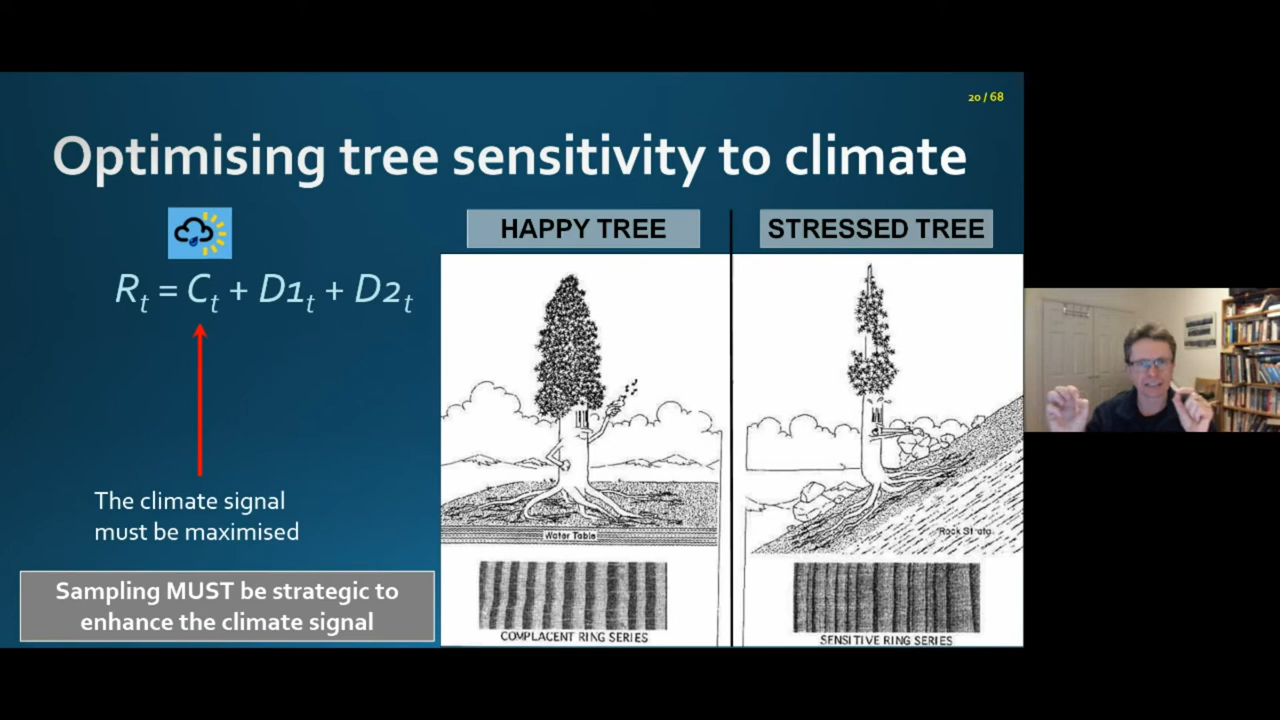 20 / 68
Optimising tree sensitivity to climate
Rt = Ct + D1t + D2t
The climate signal
must be maximised
Sampling MUST be strategic to
enhance the climate signal
HAPPY TREE
Water Table
COMPLACENT RING SERIES
STRESSED TREE
Rock Strata
SENSITIVE RING SERIES